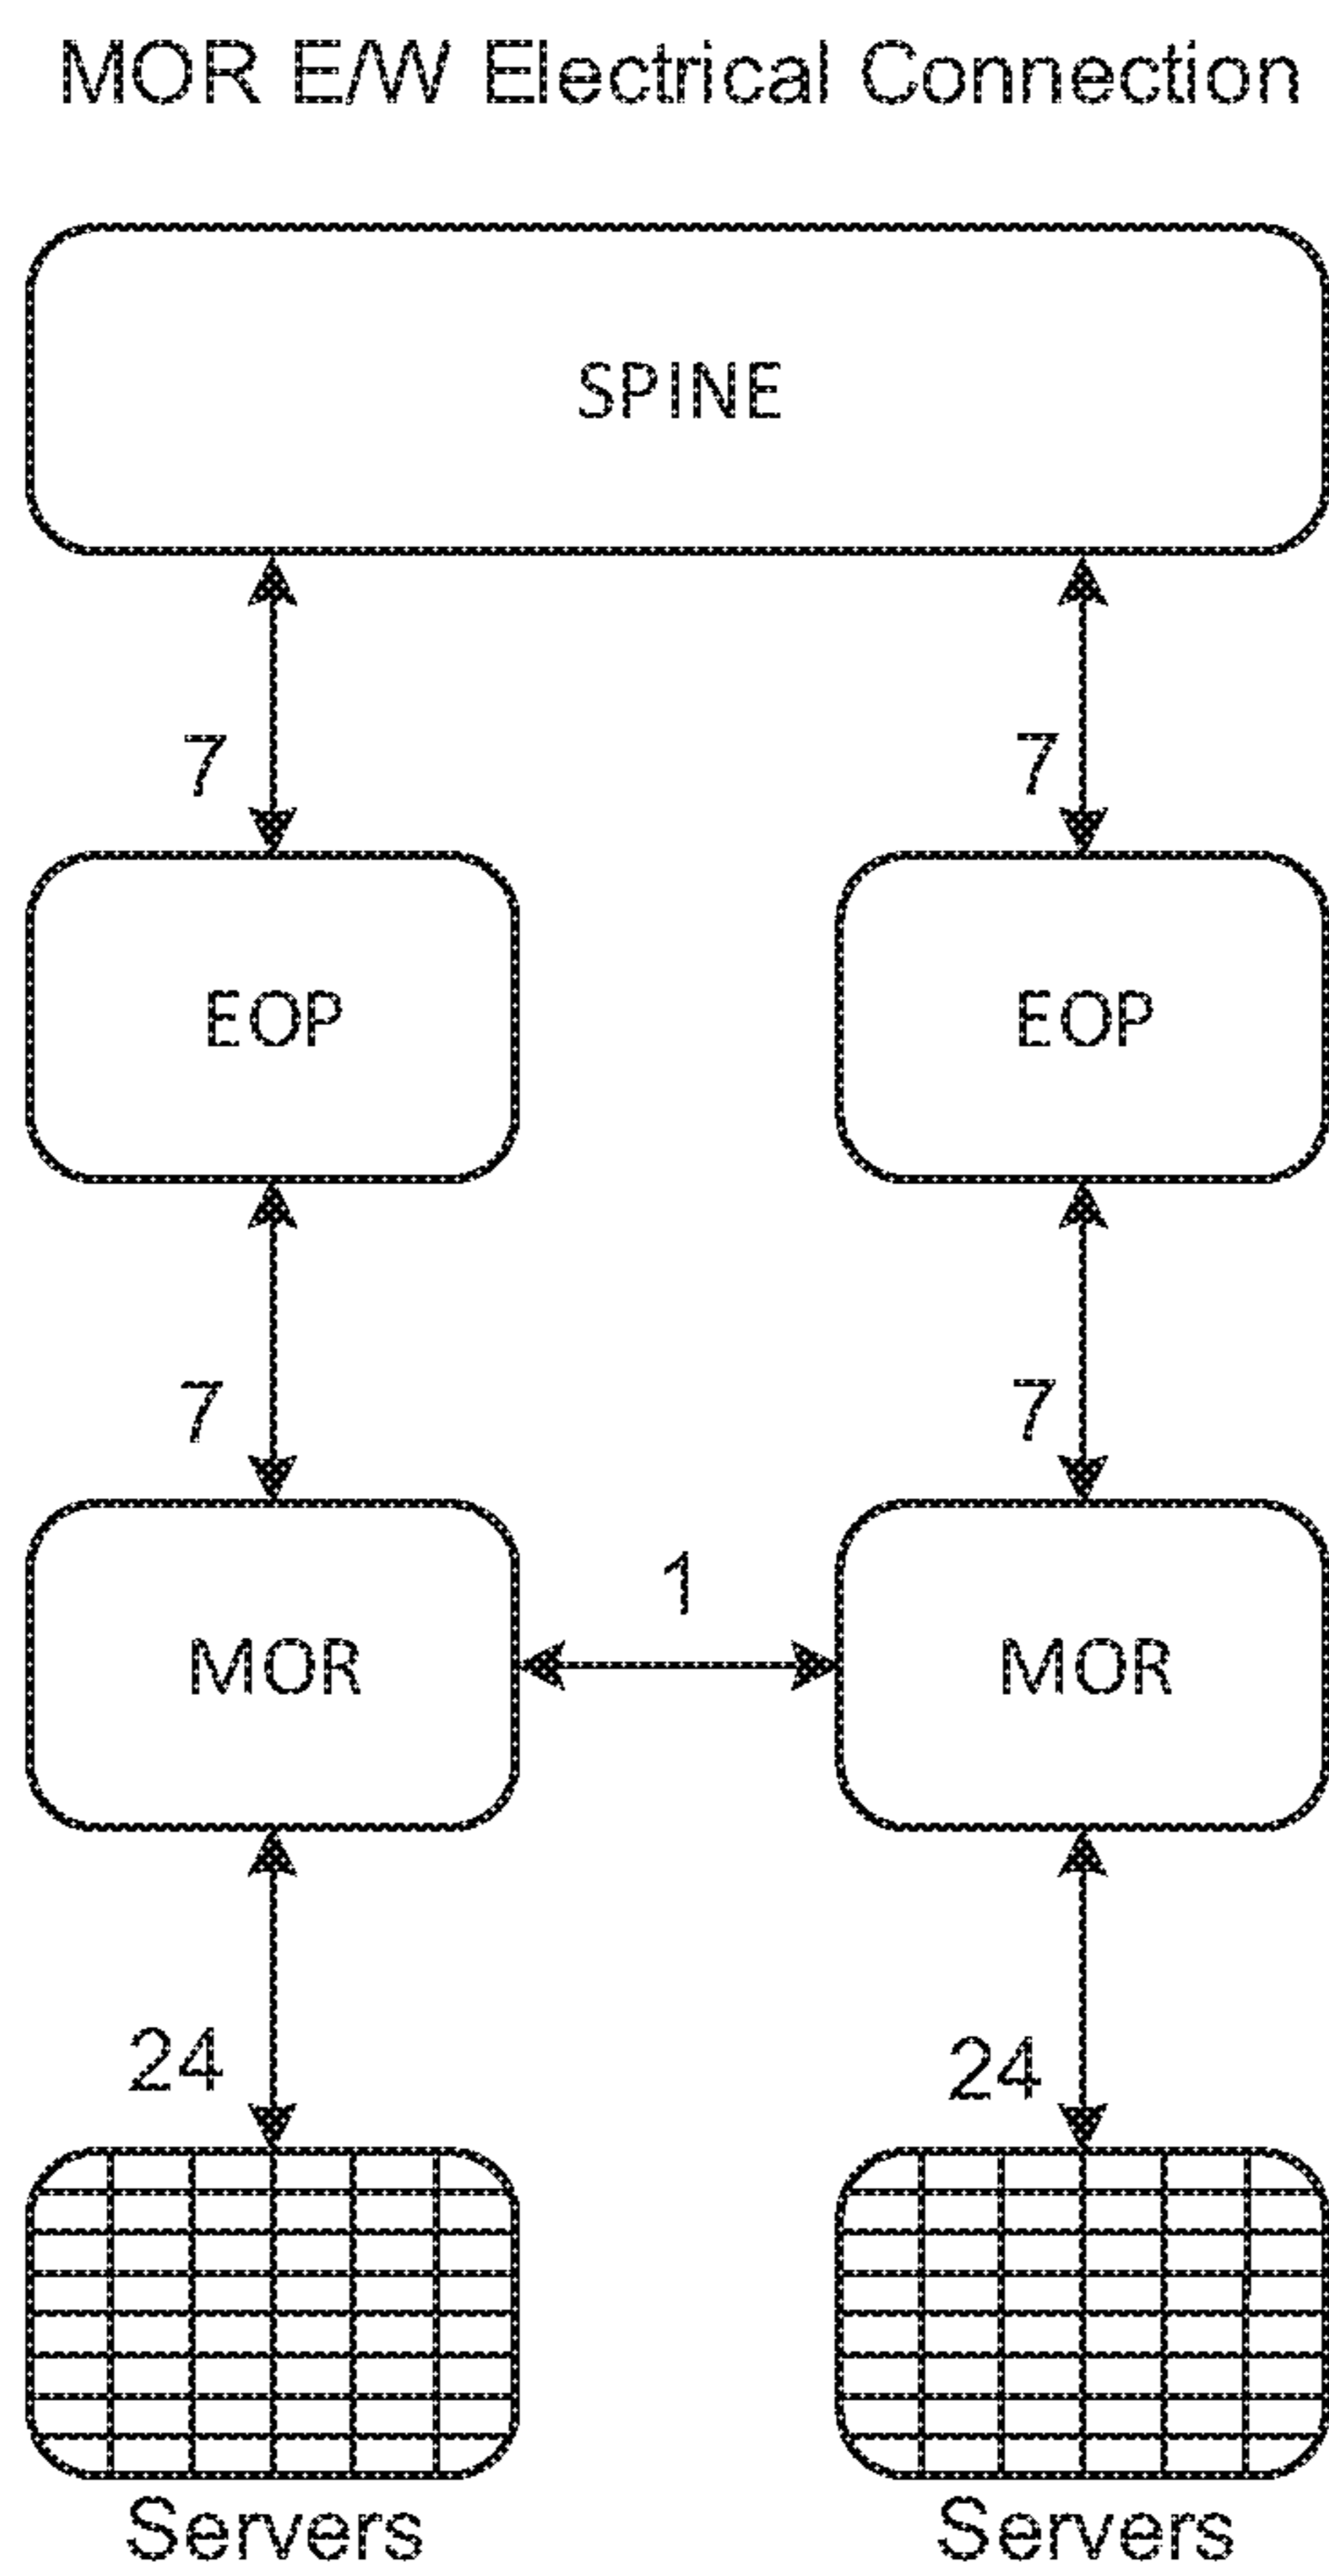 MOR E/W Electrical Connection
SPINE
7 7
EOP EOP
7 7
1
MOR MOR
24 24
Servers Servers